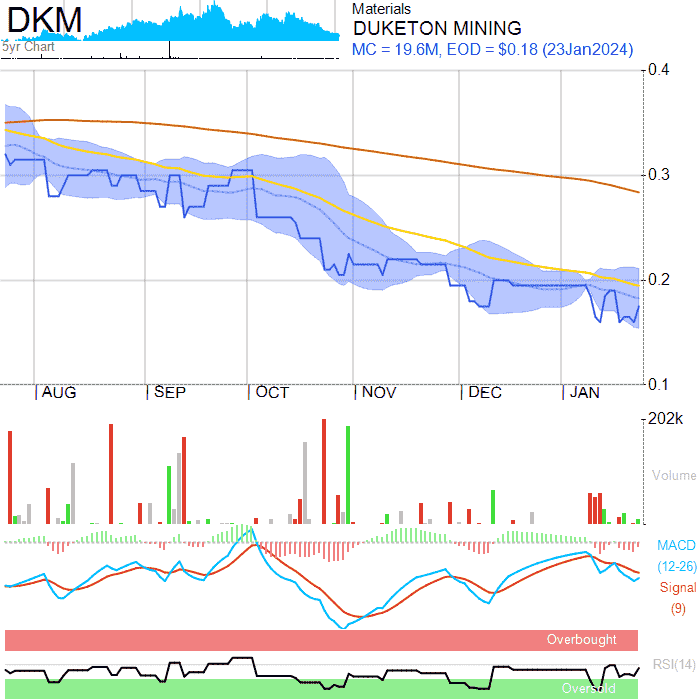 DKM
5yr Chart
Materials
DUKETON MINING
MC = 19.6M, EOD = $0.18 (23Jan2024)
0.4
0.3
0.2
0.1
AUG SEP OCT NOV DEC JAN
202k
Volume
MACD
(12-26)
Signal
(9)
Overbought
RSI(14)
Oversold